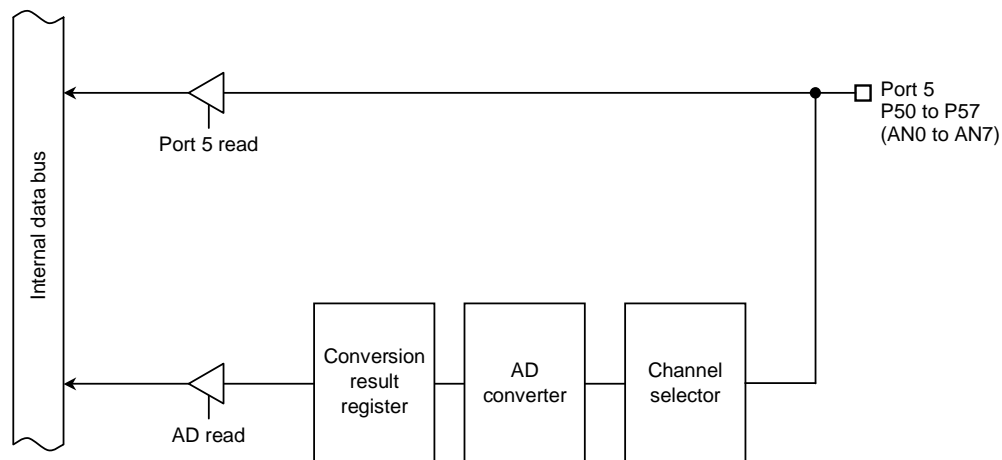 Port 5
P50 to P57
(AN0 to AN7)
Port 5 read
Internal data bus
Conversion
result
register
AD
converter
Channel
selector
AD read